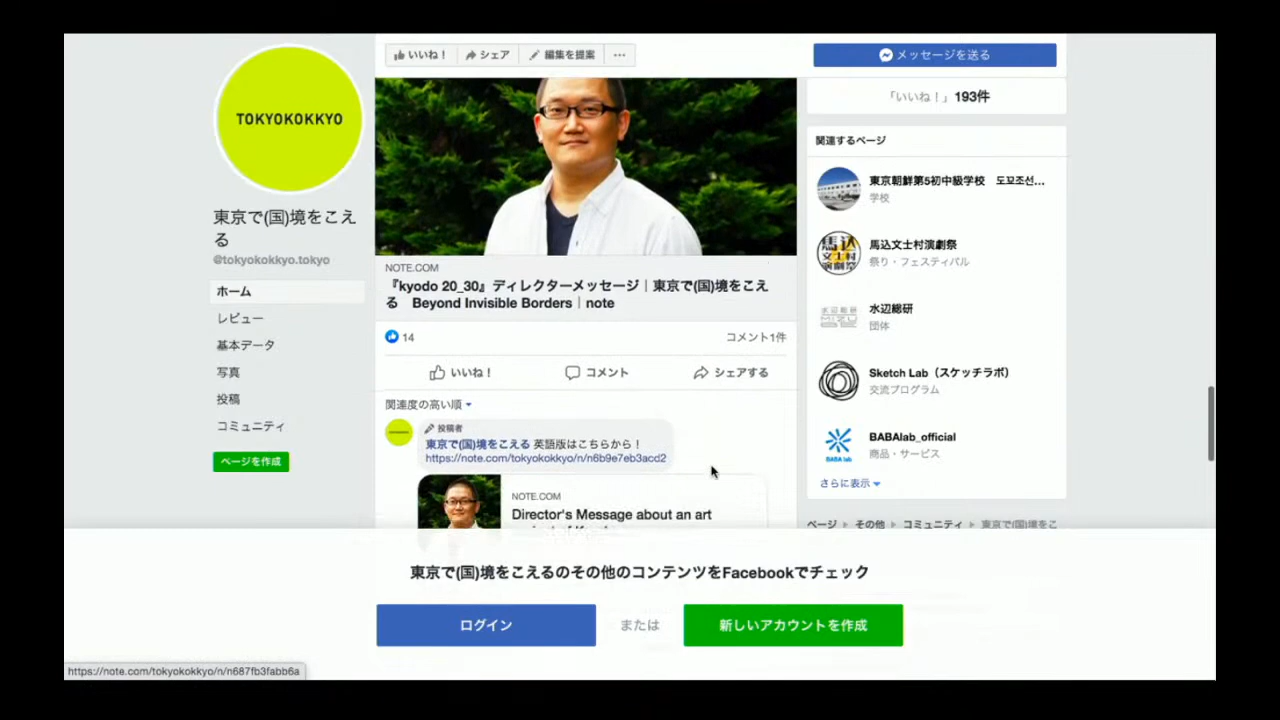 TOKYOKOKKYO
東京で(国)境をこえ
る
@tokyokokkyo.tokyo
ホーム
レビュー
基本データ
写真
投稿
コミュニティ
ページを作成
いいね！ シェア 編集を提案 ...
NOTE.COM
『kyodo 20_30』ディレクターメッセージ｜東京で(国)境をこえ
る　Beyond Invisible Borders｜note
14 コメント1件
いいね！ コメント シェアする
関連度の高い順
投稿者
東京で(国)境をこえる 英語版はこちらから！
https://note.com/tokyokokkyo/n/n6b9e7eb3acd2
NOTE.COM
Director's Message about an art
メッセージを送る
「いいね！」193件
関連するページ
東京朝鮮第5初中級学校　도꾜조선...
学校
馬込文士村演劇祭
祭り・フェスティバル
水辺総研
団体
Sketch Lab（スケッチラボ）
交流プログラム
BABAlab_official
商品・サービス
さらに表示
ページ その他 コミュニティ 東京で(国)境をこ
東京で(国)境をこえるのその他のコンテンツをFacebookでチェック
ログイン または 新しいアカウントを作成
https://note.com/tokyokokkyo/n/n687fb3fabb6a